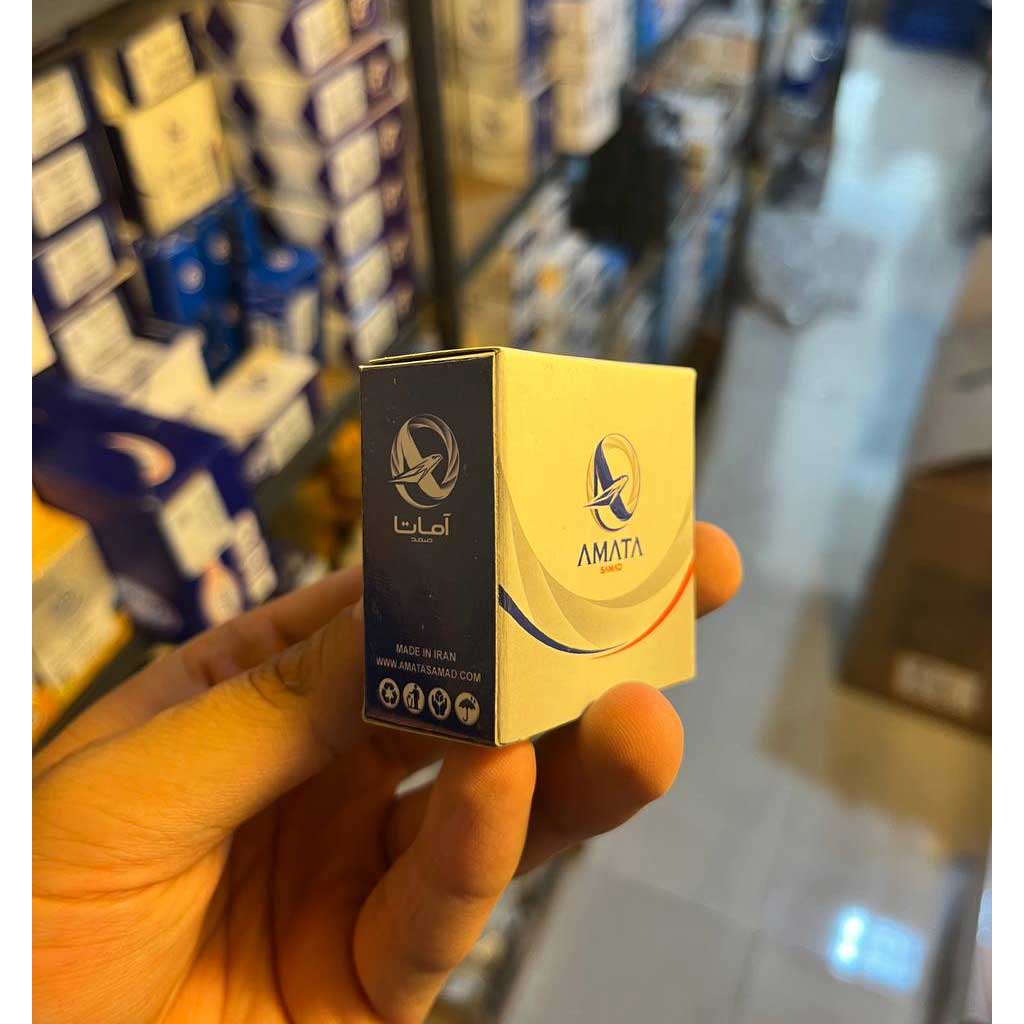 آماتا
صمد
MADE IN IRAN
WWW.AMATASAMAD.COM
AMATA
SAMAD